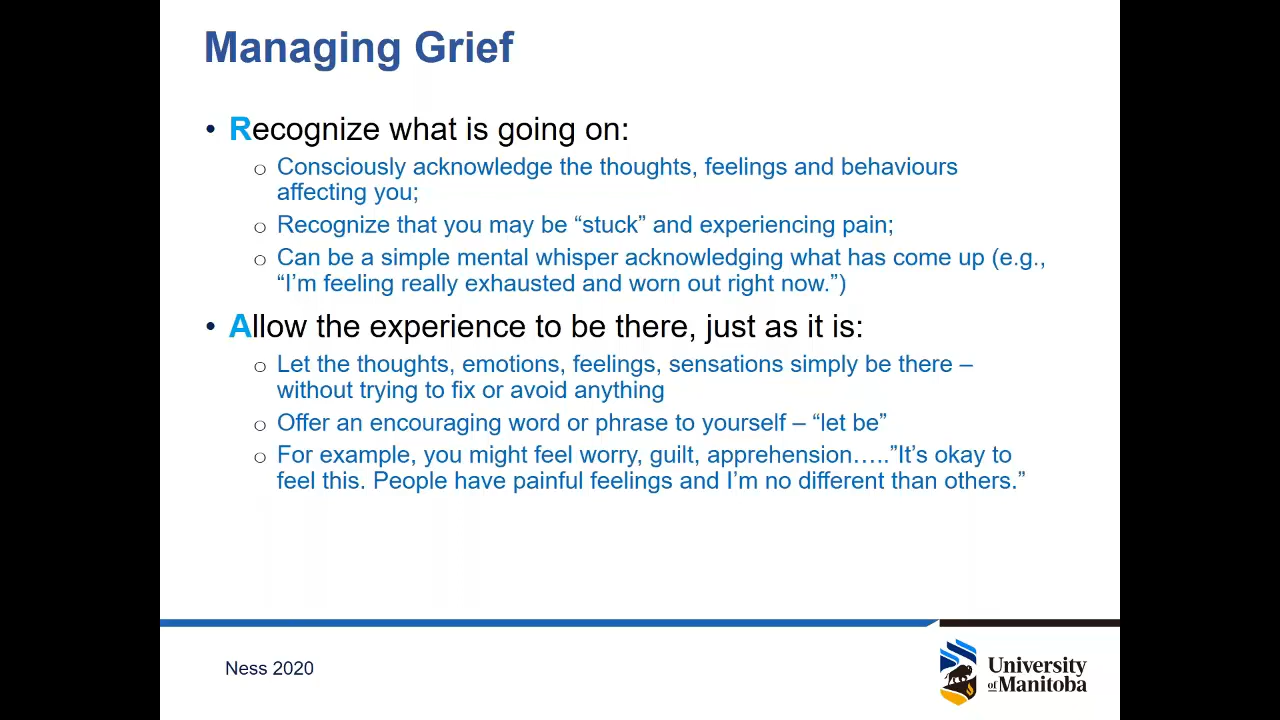 Managing Grief
• Recognize what is going on:
o Consciously acknowledge the thoughts, feelings and behaviours
affecting you;
o Recognize that you may be “stuck” and experiencing pain;
o Can be a simple mental whisper acknowledging what has come up (e.g.,
“I’m feeling really exhausted and worn out right now.”)
• Allow the experience to be there, just as it is:
o Let the thoughts, emotions, feelings, sensations simply be there –
without trying to fix or avoid anything
o Offer an encouraging word or phrase to yourself – “let be”
o For example, you might feel worry, guilt, apprehension…..”It’s okay to
feel this. People have painful feelings and I’m no different than others.”
Ness 2020
University
of Manitoba